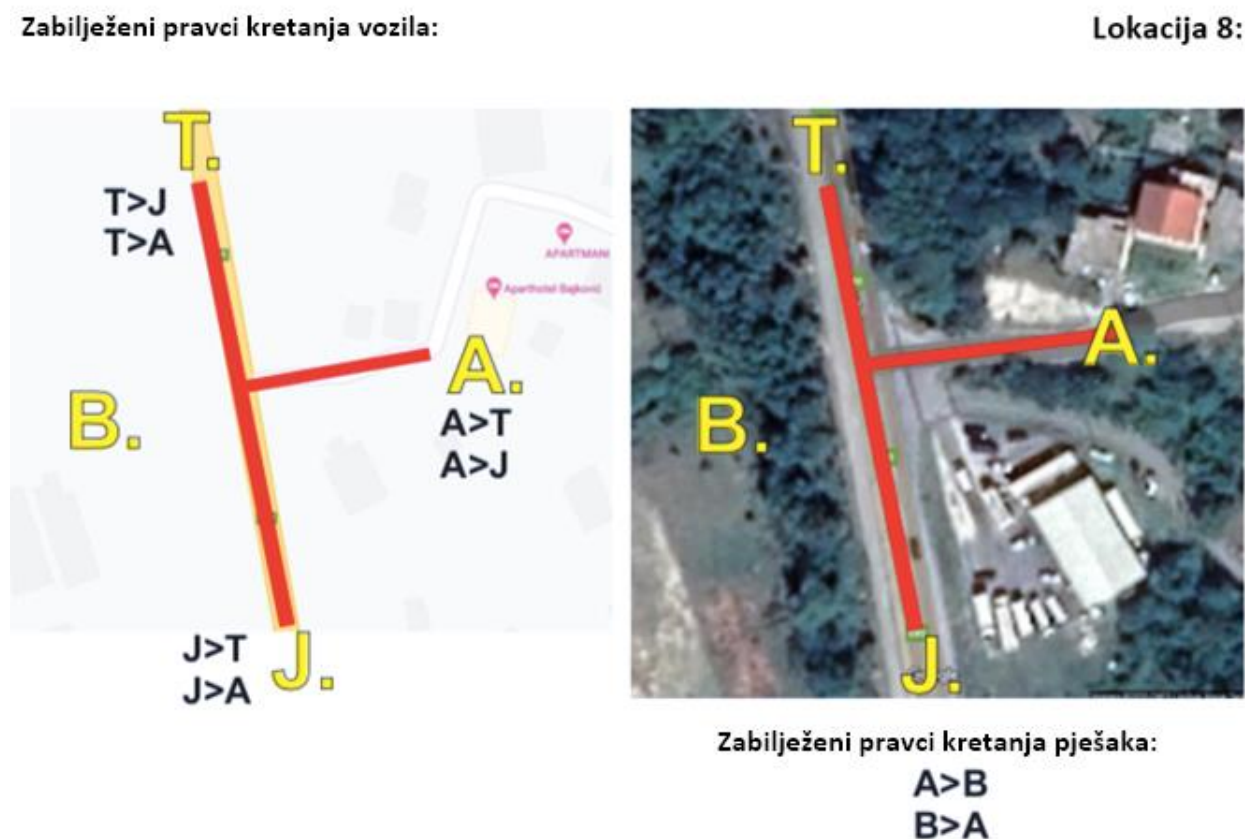 Zabilježeni pravci kretanja vozila:
Lokacija 8:
T.
T>J
T>A
APARTMANI
Aparthotel Bajković
A.
B.
A>T
A>J
J>T
J>A
J.
T.
A.
B.
J.
Zabilježeni pravci kretanja pješaka:
A>B
B>A